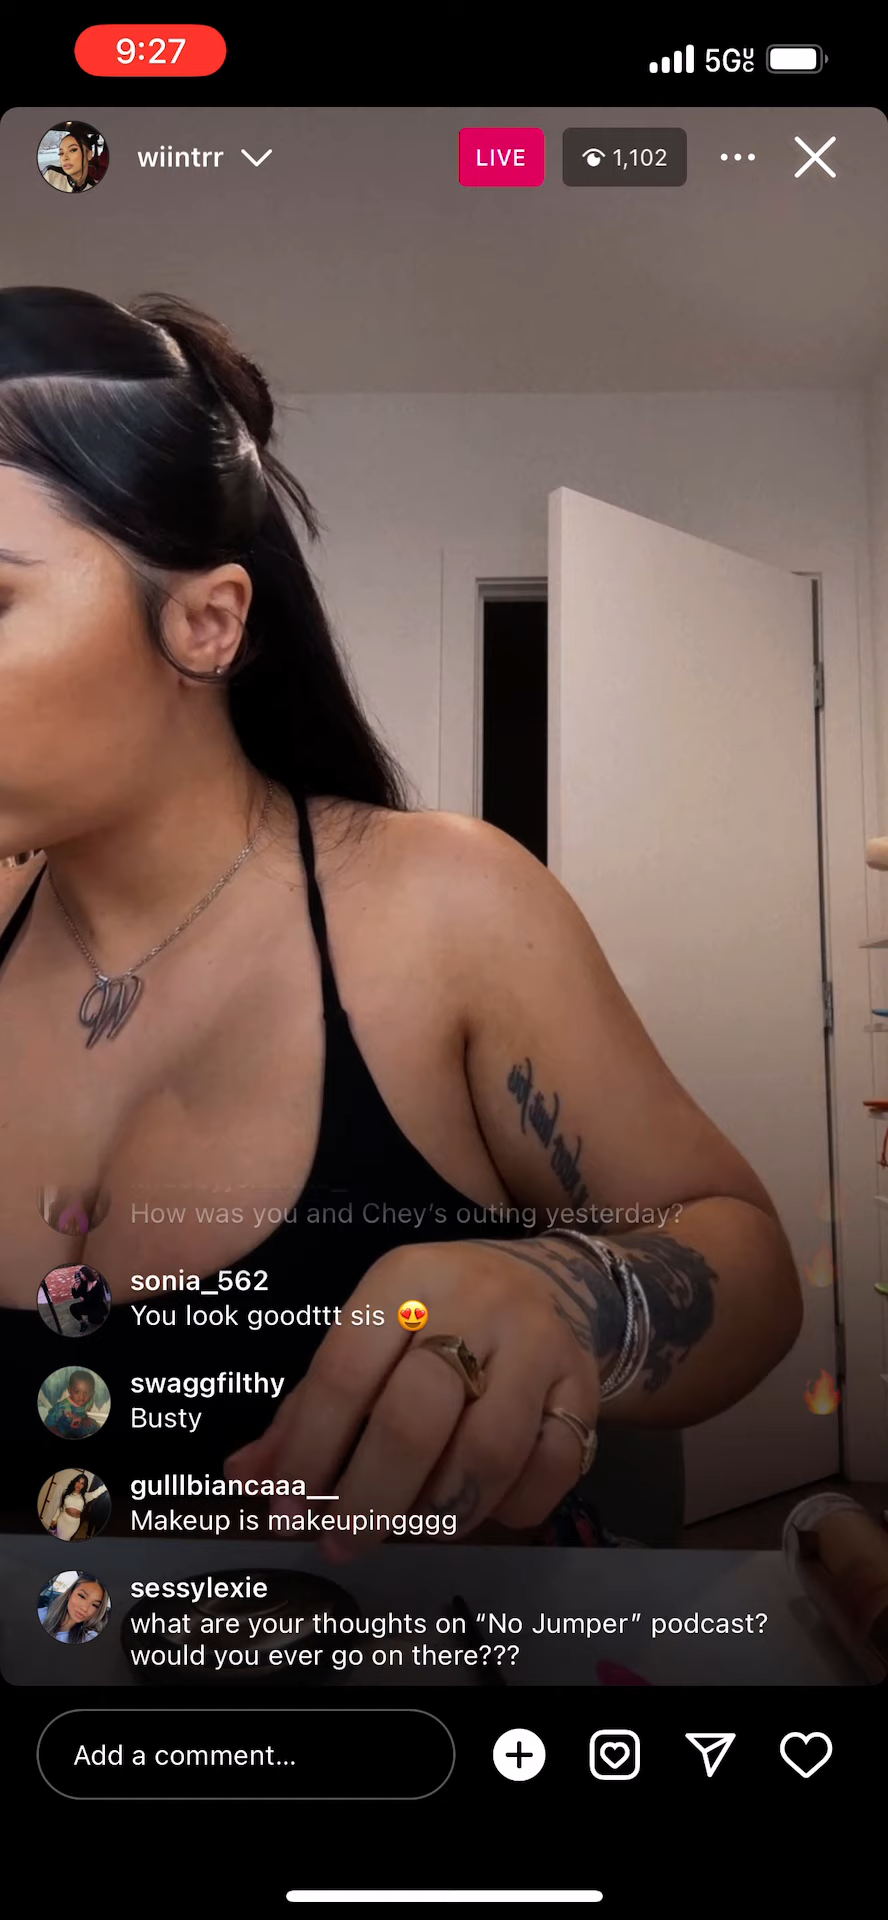 9:27
5GUC
wiintrr
LIVE
1,102
How was you and Chey’s outing yesterday?
sonia_562
You look goodttt sis 😍
swaggfilthy
Busty
gulllbiancaaa__
Makeup is makeupingggg
sessylexie
what are your thoughts on “No Jumper” podcast?
would you ever go on there???
Add a comment...